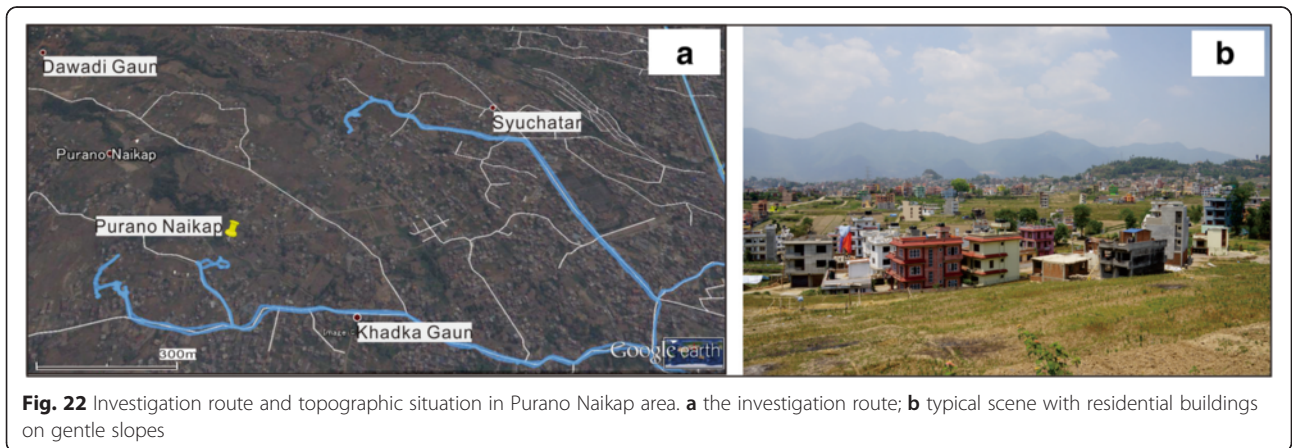 a
b
Dawadi Gaun
Syuchatar
Purano Naikap
Purano Naikap
Khadka Gaun
300m
Google earth
Fig. 22 Investigation route and topographic situation in Purano Naikap area. a the investigation route; b typical scene with residential buildings
on gentle slopes